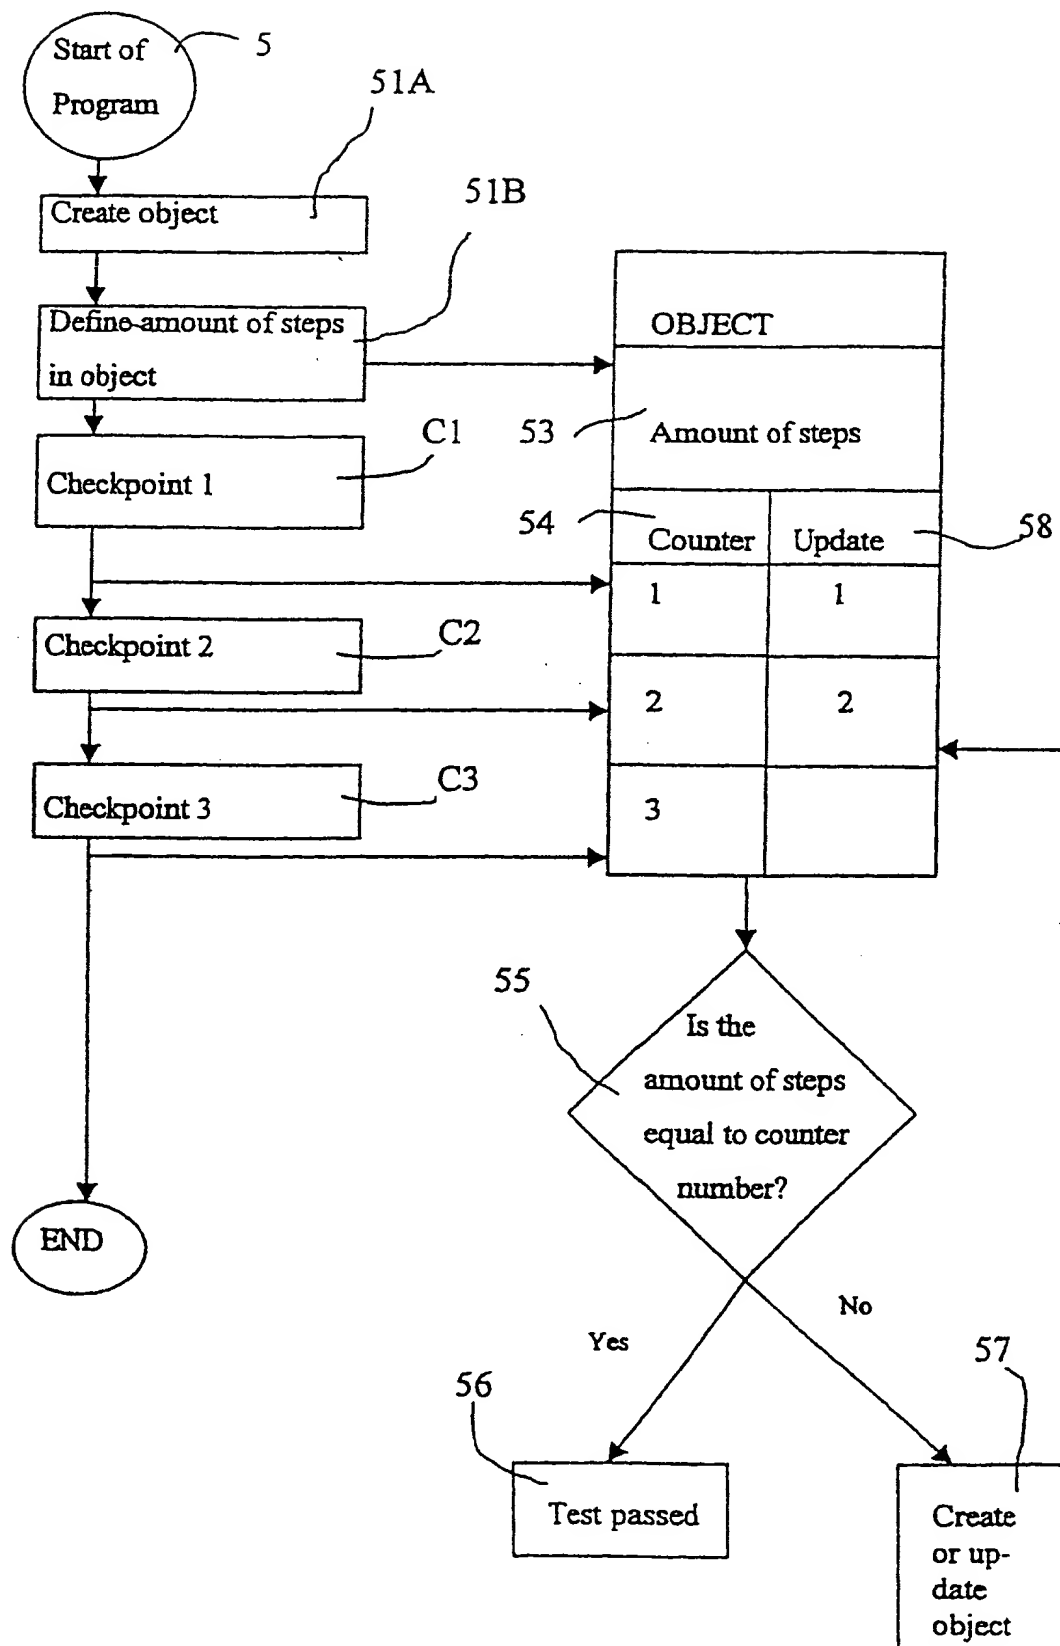 Start of
Program
5
51A
Create object
51B
Define amount of steps
in object
OBJECT
53
Amount of steps
C1
Checkpoint 1
54
58
Counter
Update
1
1
Checkpoint 2
C2
2
2
Checkpoint 3
C3
3
55
Is the
amount of steps
equal to counter
number?
END
Yes
No
56
57
Test passed
Create
or up-
date
object